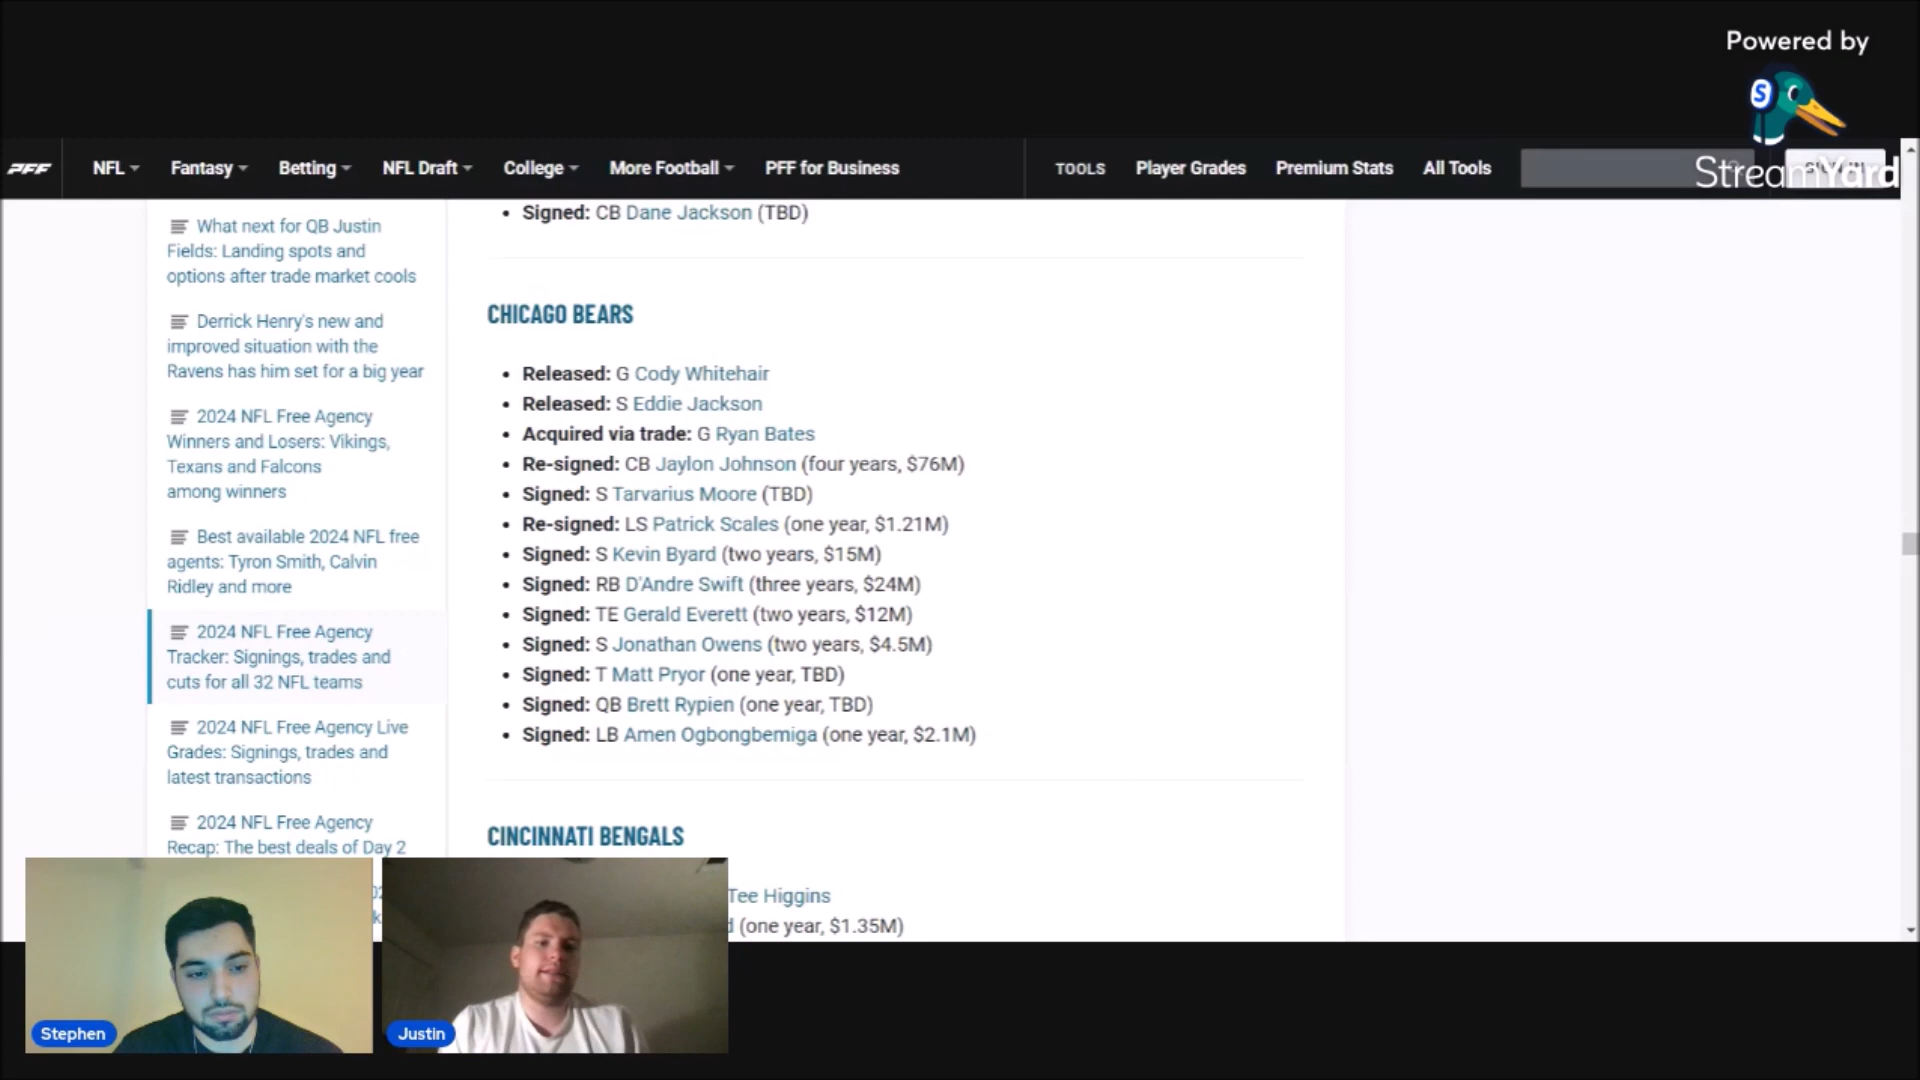 Powered by
S
StreamYard
PFF
NFL
Fantasy
Betting
NFL Draft
College
More Football
PFF for Business
TOOLS
Player Grades
Premium Stats
All Tools
What next for QB Justin
Fields: Landing spots and
options after trade market cools
Derrick Henry's new and
improved situation with the
Ravens has him set for a big year
2024 NFL Free Agency
Winners and Losers: Vikings,
Texans and Falcons
among winners
Best available 2024 NFL free
agents: Tyron Smith, Calvin
Ridley and more
2024 NFL Free Agency
Tracker: Signings, trades and
cuts for all 32 NFL teams
2024 NFL Free Agency Live
Grades: Signings, trades and
latest transactions
2024 NFL Free Agency
Recap: The best deals of Day 2
• Signed: CB Dane Jackson (TBD)
CHICAGO BEARS
• Released: G Cody Whitehair
• Released: S Eddie Jackson
• Acquired via trade: G Ryan Bates
• Re-signed: CB Jaylon Johnson (four years, $76M)
• Signed: S Tarvarius Moore (TBD)
• Re-signed: LS Patrick Scales (one year, $1.21M)
• Signed: S Kevin Byard (two years, $15M)
• Signed: RB D'Andre Swift (three years, $24M)
• Signed: TE Gerald Everett (two years, $12M)
• Signed: S Jonathan Owens (two years, $4.5M)
• Signed: T Matt Pryor (one year, TBD)
• Signed: QB Brett Rypien (one year, TBD)
• Signed: LB Amen Ogbongbemiga (one year, $2.1M)
CINCINNATI BENGALS
Tee Higgins
(one year, $1.35M)
Stephen
Justin